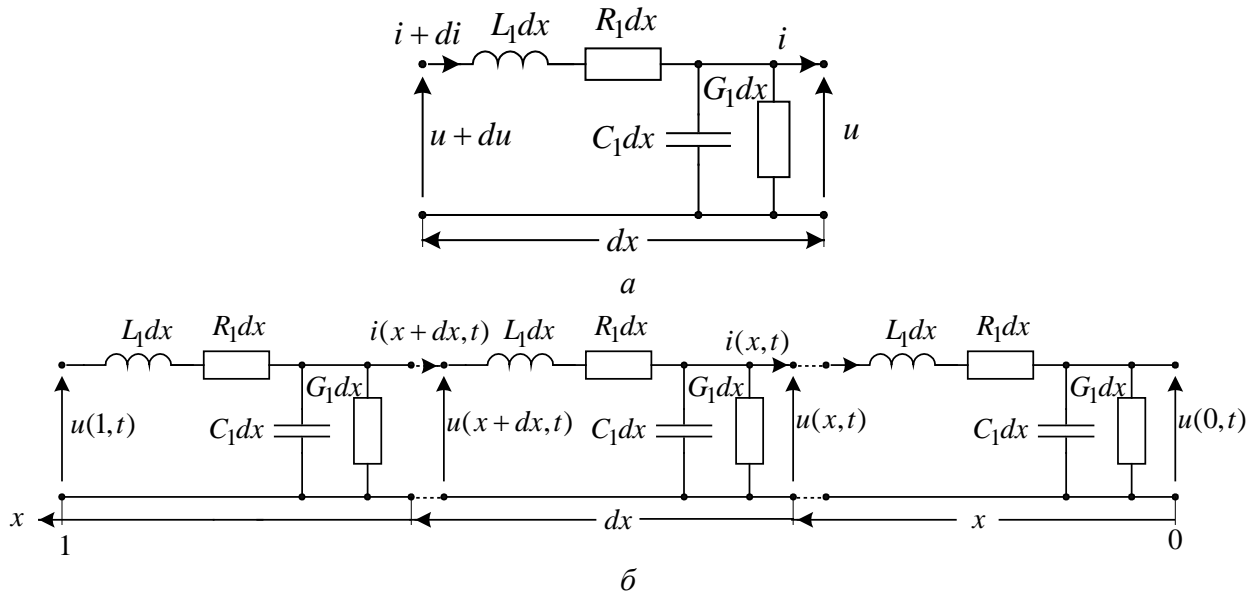 i + di L₁dx R₁dx i
G₁dx
u + du C₁dx u
dx
а
L₁dx R₁dx i(x + dx, t) L₁dx R₁dx i(x, t) L₁dx R₁dx
G₁dx G₁dx G₁dx
u(1, t) C₁dx u(x + dx, t) C₁dx u(x, t) C₁dx u(0, t)
x dx x
1 0
б